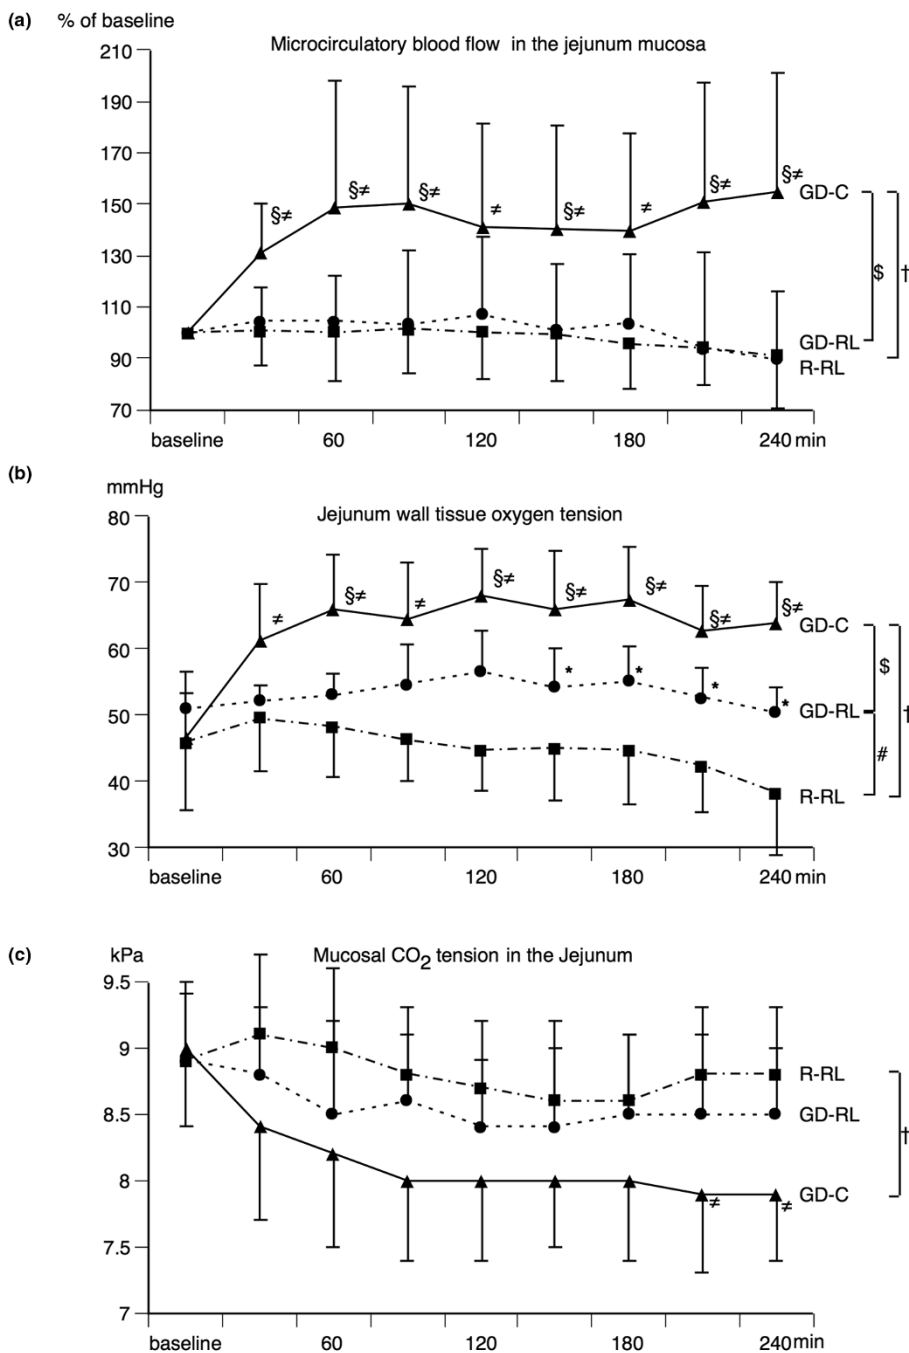 (a) % of baseline
Microcirculatory blood flow in the jejunum mucosa
210
190
170
150
130
110
90
70
§≠ §≠ §≠ ≠ §≠ ≠ §≠ §≠
GD-C
GD-RL
R-RL
$ †
baseline 60 120 180 240 min
(b)
mmHg
Jejunum wall tissue oxygen tension
80
70
60
50
40
30
≠ §≠ ≠ §≠ §≠ §≠ §≠ §≠
* * * *
GD-C
GD-RL
R-RL
$ # †
baseline 60 120 180 240 min
(c) kPa
Mucosal CO2 tension in the Jejunum
9.5
9
8.5
8
7.5
7
R-RL
GD-RL
GD-C
≠ ≠
†
baseline 60 120 180 240 min